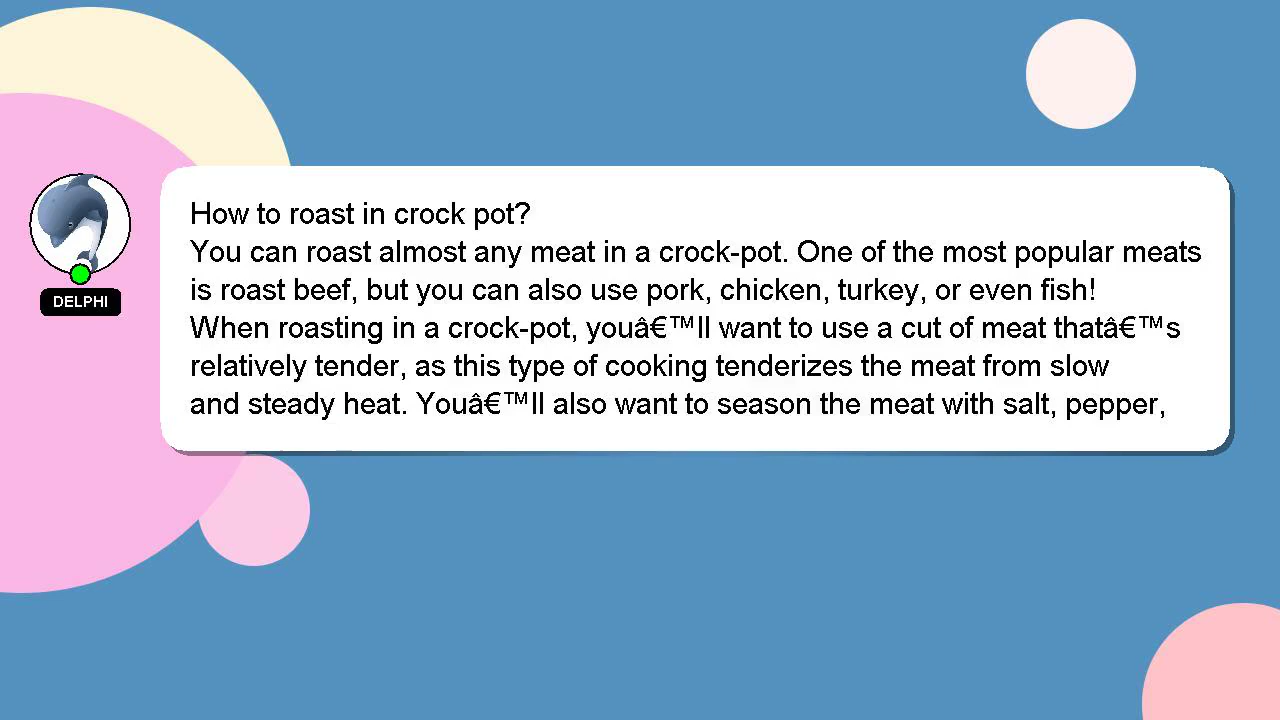 How to roast in crock pot?
You can roast almost any meat in a crock-pot. One of the most popular meats
is roast beef, but you can also use pork, chicken, turkey, or even fish!
When roasting in a crock-pot, youâ€™ll want to use a cut of meat thatâ€™s
relatively tender, as this type of cooking tenderizes the meat from slow
and steady heat. Youâ€™ll also want to season the meat with salt, pepper,
DELPHI